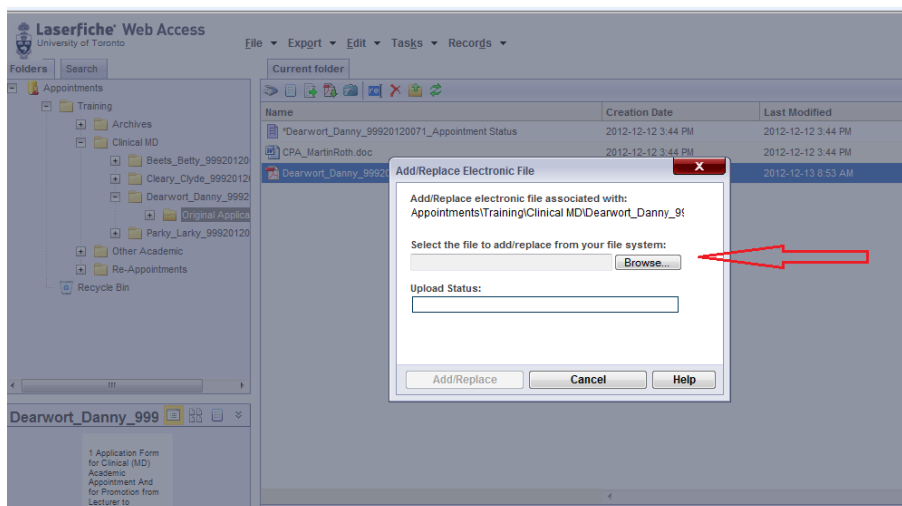 Laserfiche® Web Access
University of Toronto
File Export Edit Tasks Records
Folders Search
Current folder
Appointments
Training
Archives
Clinical MD
Beets_Betty_99920120
Cleary_Clyde_9992012
Dearwort_Danny_9992
Original Applica
Parky_Larky_99920120
Other Academic
Re-Appointments
Recycle Bin
Name Creation Date Last Modified
*Dearwort_Danny_99920120071_Appointment Status 2012-12-12 3:44 PM 2012-12-12 3:44 PM
CPA_MartinRoth.doc 2012-12-12 3:44 PM 2012-12-12 3:44 PM
Dearwort_Danny_99920 2012-12-13 8:53 AM
Add/Replace Electronic File X
Add/Replace electronic file associated with:
Appointments\Training\Clinical MD\Dearwort_Danny_99
Select the file to add/replace from your file system:
Browse...
Upload Status:
Add/Replace Cancel Help
Dearwort_Danny_999
1 Application Form
for Clinical (MD)
Academic
Appointment And
for Promotion from
Lecturer to